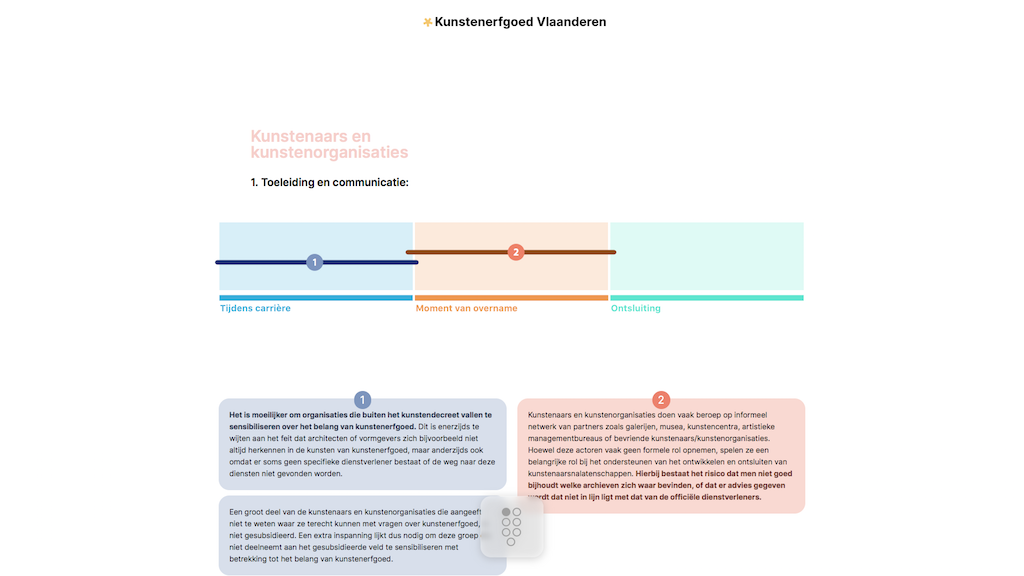 Kunstenerfgoed Vlaanderen
Kunstenaars en
kunstenorganisaties
1. Toeleiding en communicatie:
1
2
Tijdens carrière
Moment van overname
Ontsluiting
1
Het is moeilijker om organisaties die buiten het kunstendecreet vallen te
sensibiliseren over het belang van kunstenerfgoed. Dit is enerzijds te
wijten aan het feit dat architecten of vormgevers zich bijvoorbeeld niet
altijd herkennen in de kunsten van kunstenerfgoed, maar anderzijds ook
omdat er soms geen specifieke dienstverlener bestaat of de weg naar deze
diensten niet gevonden worden.
Een groot deel van de kunstenaars en kunstenorganisaties die aangeeft
niet te weten waar ze terecht kunnen met vragen over kunstenerfgoed,
niet gesubsidieerd. Een extra inspanning lijkt dus nodig om deze groep
niet deelneemt aan het gesubsidieerde veld te sensibiliseren met
betrekking tot het belang van kunstenerfgoed.
2
Kunstenaars en kunstenorganisaties doen vaak beroep op informeel
netwerk van partners zoals galerijen, musea, kunstencentra, artistieke
managementbureaus of bevriende kunstenaars/kunstenorganisaties.
Hoewel deze actoren vaak geen formele rol opnemen, spelen ze een
belangrijke rol bij het ondersteunen van het ontwikkelen en ontsluiten van
kunstenaarsnalatenschappen. Hierbij bestaat het risico dat men niet goed
bijhoudt welke archieven zich waar bevinden, of dat er advies gegeven
wordt dat niet in lijn ligt met dat van de officiële dienstverleners.